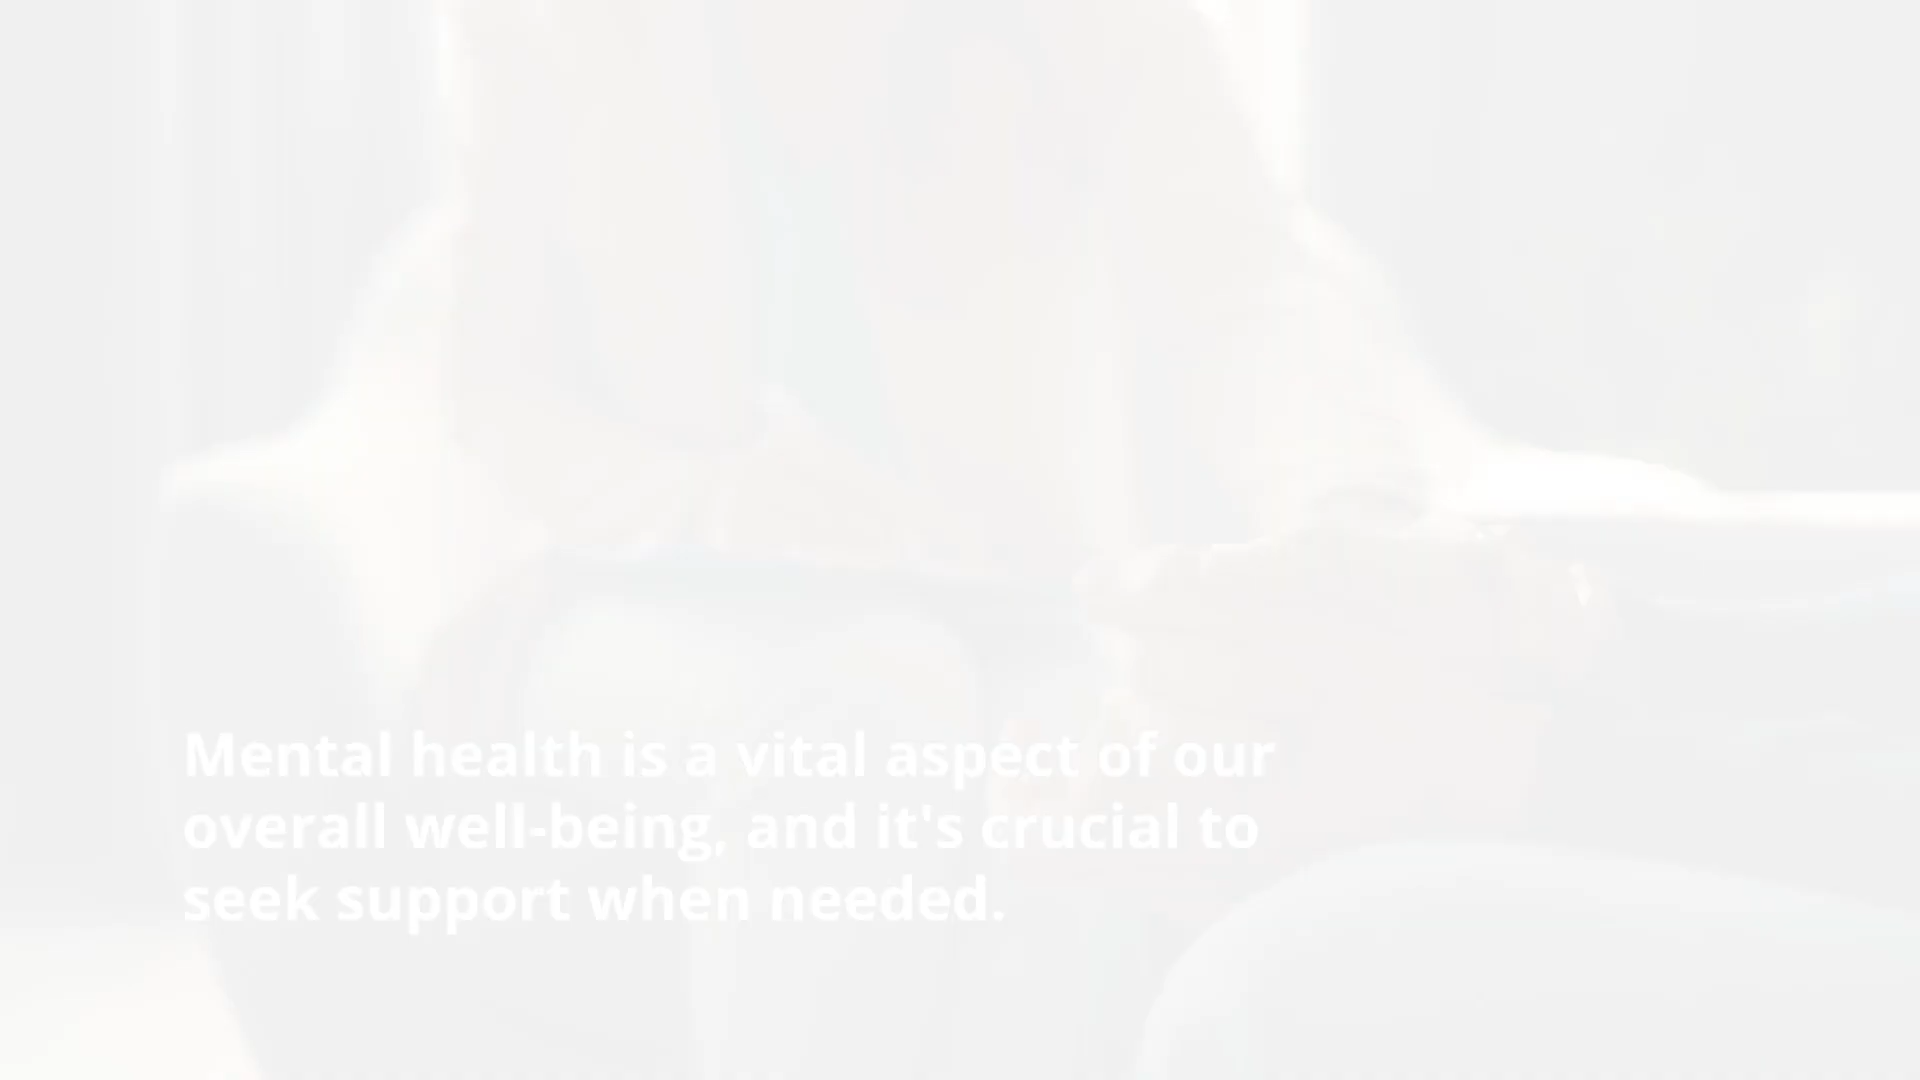 Mental health is a vital aspect of our
overall well-being, and it's crucial to
seek support when needed.